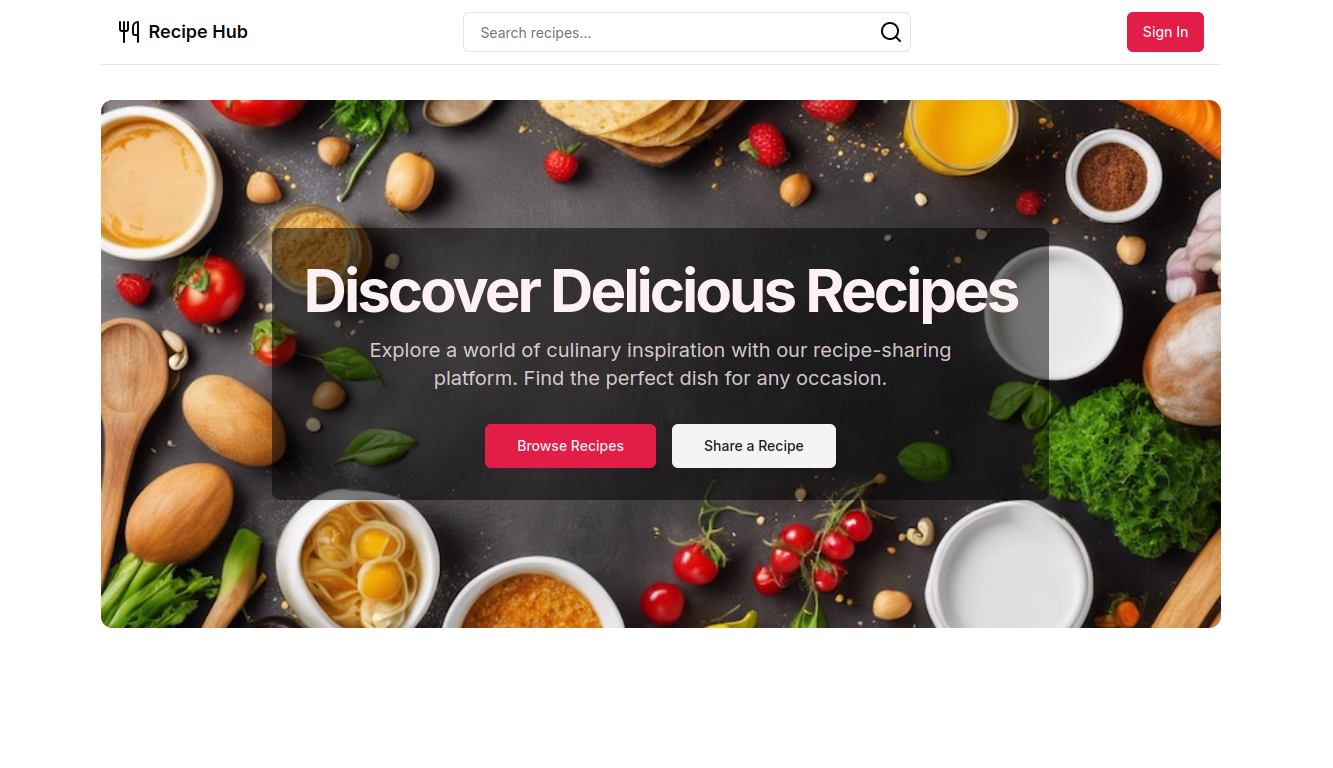 Recipe Hub
Search recipes...
Sign In
Discover Delicious Recipes
Explore a world of culinary inspiration with our recipe-sharing
platform. Find the perfect dish for any occasion.
Browse Recipes
Share a Recipe